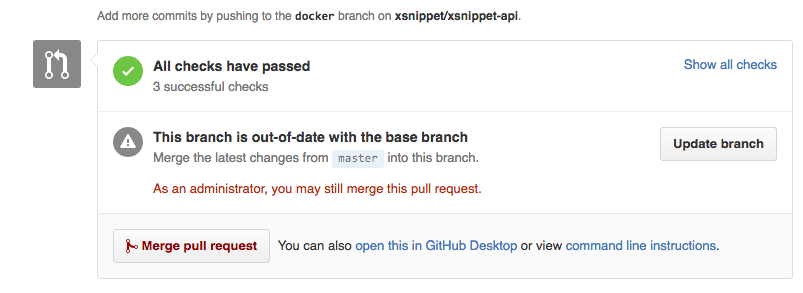 Add more commits by pushing to the docker branch on xsnippet/xsnippet-api.
All checks have passed
3 successful checks
Show all checks
This branch is out-of-date with the base branch
Merge the latest changes from master into this branch.
Update branch
As an administrator, you may still merge this pull request.
Merge pull request You can also open this in GitHub Desktop or view command line instructions.